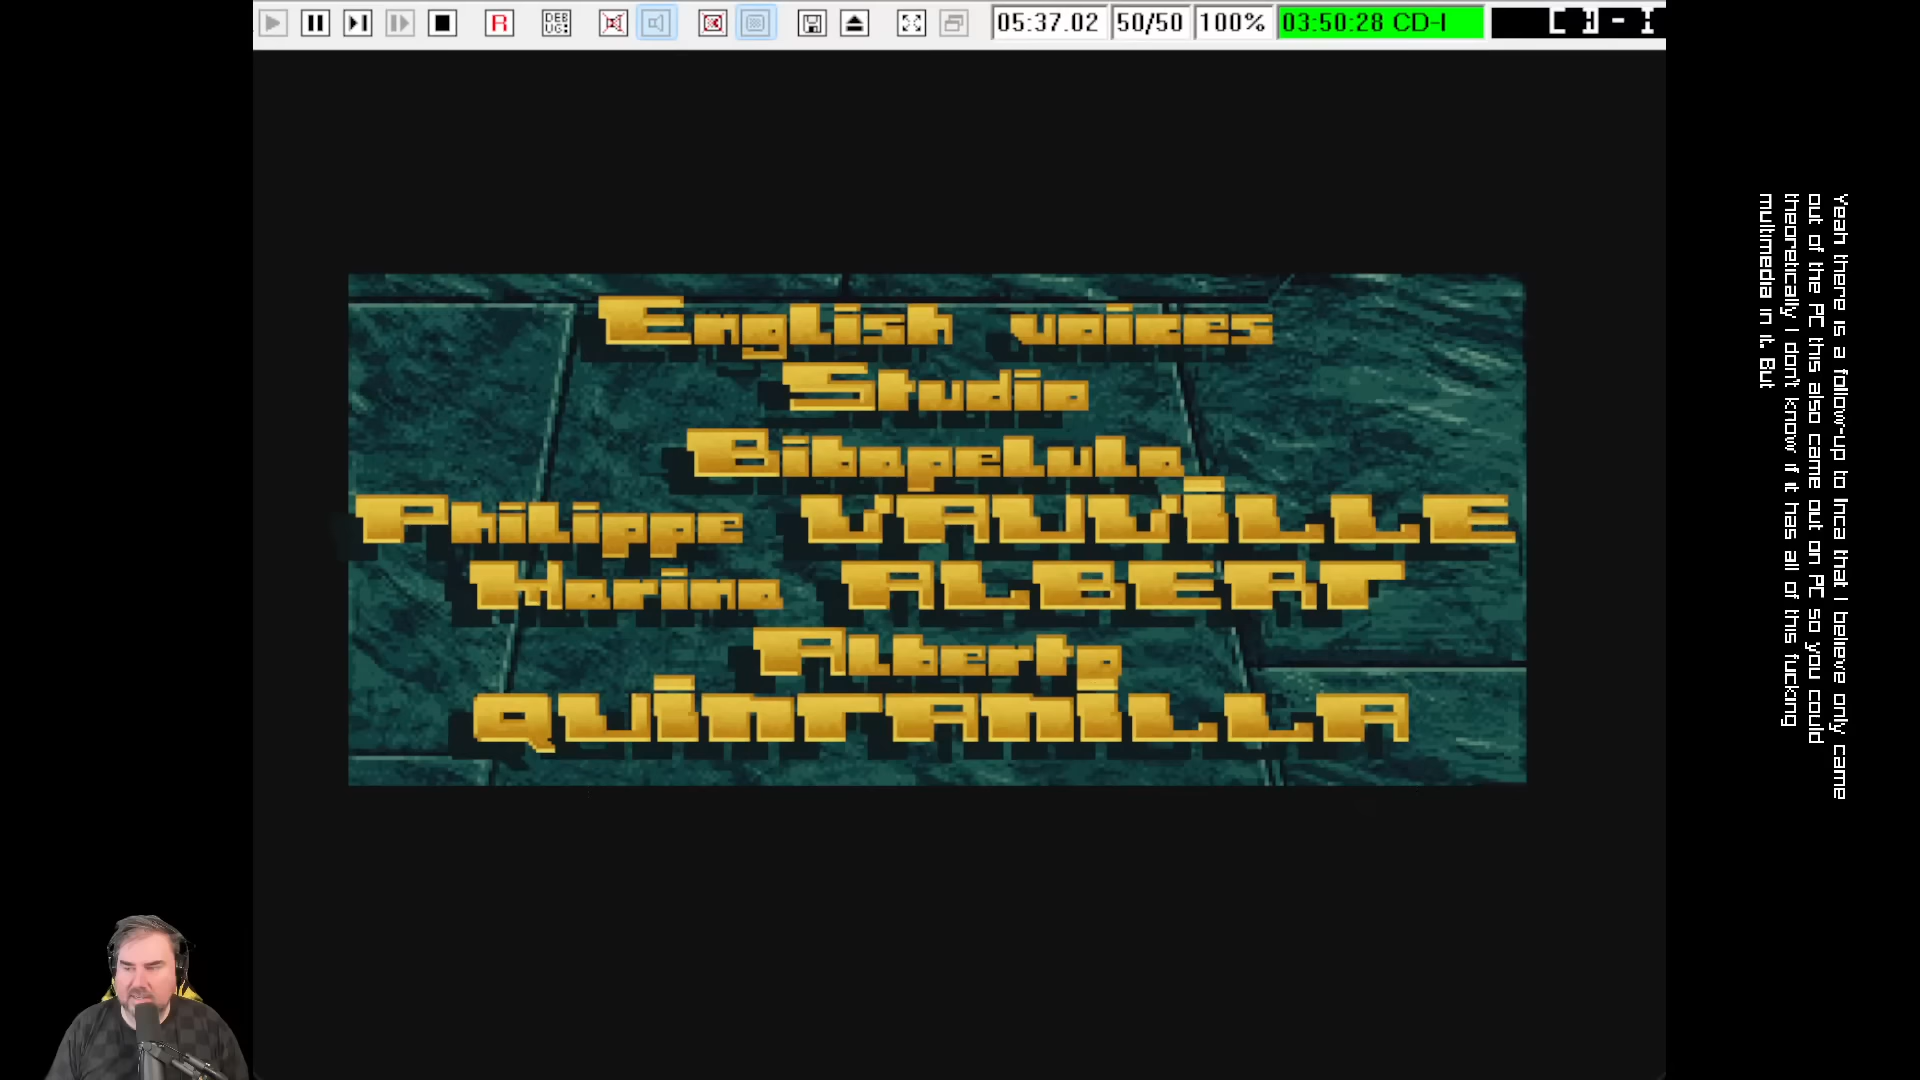 R
DEB
UG:
05:37.02
50/50
100%
03:50:28 CD-I
CD-I
English voices
Studio
Bibopelula
Philippe VAUVILLE
Marina ALBERT
Alberto
QUINTANILLA
Yeah there is a follow-up to Inca that I believe only came
out of the PC this also came out on PC so you could
theoretically I don't know if it has all of this fucking
multimedia in it. But